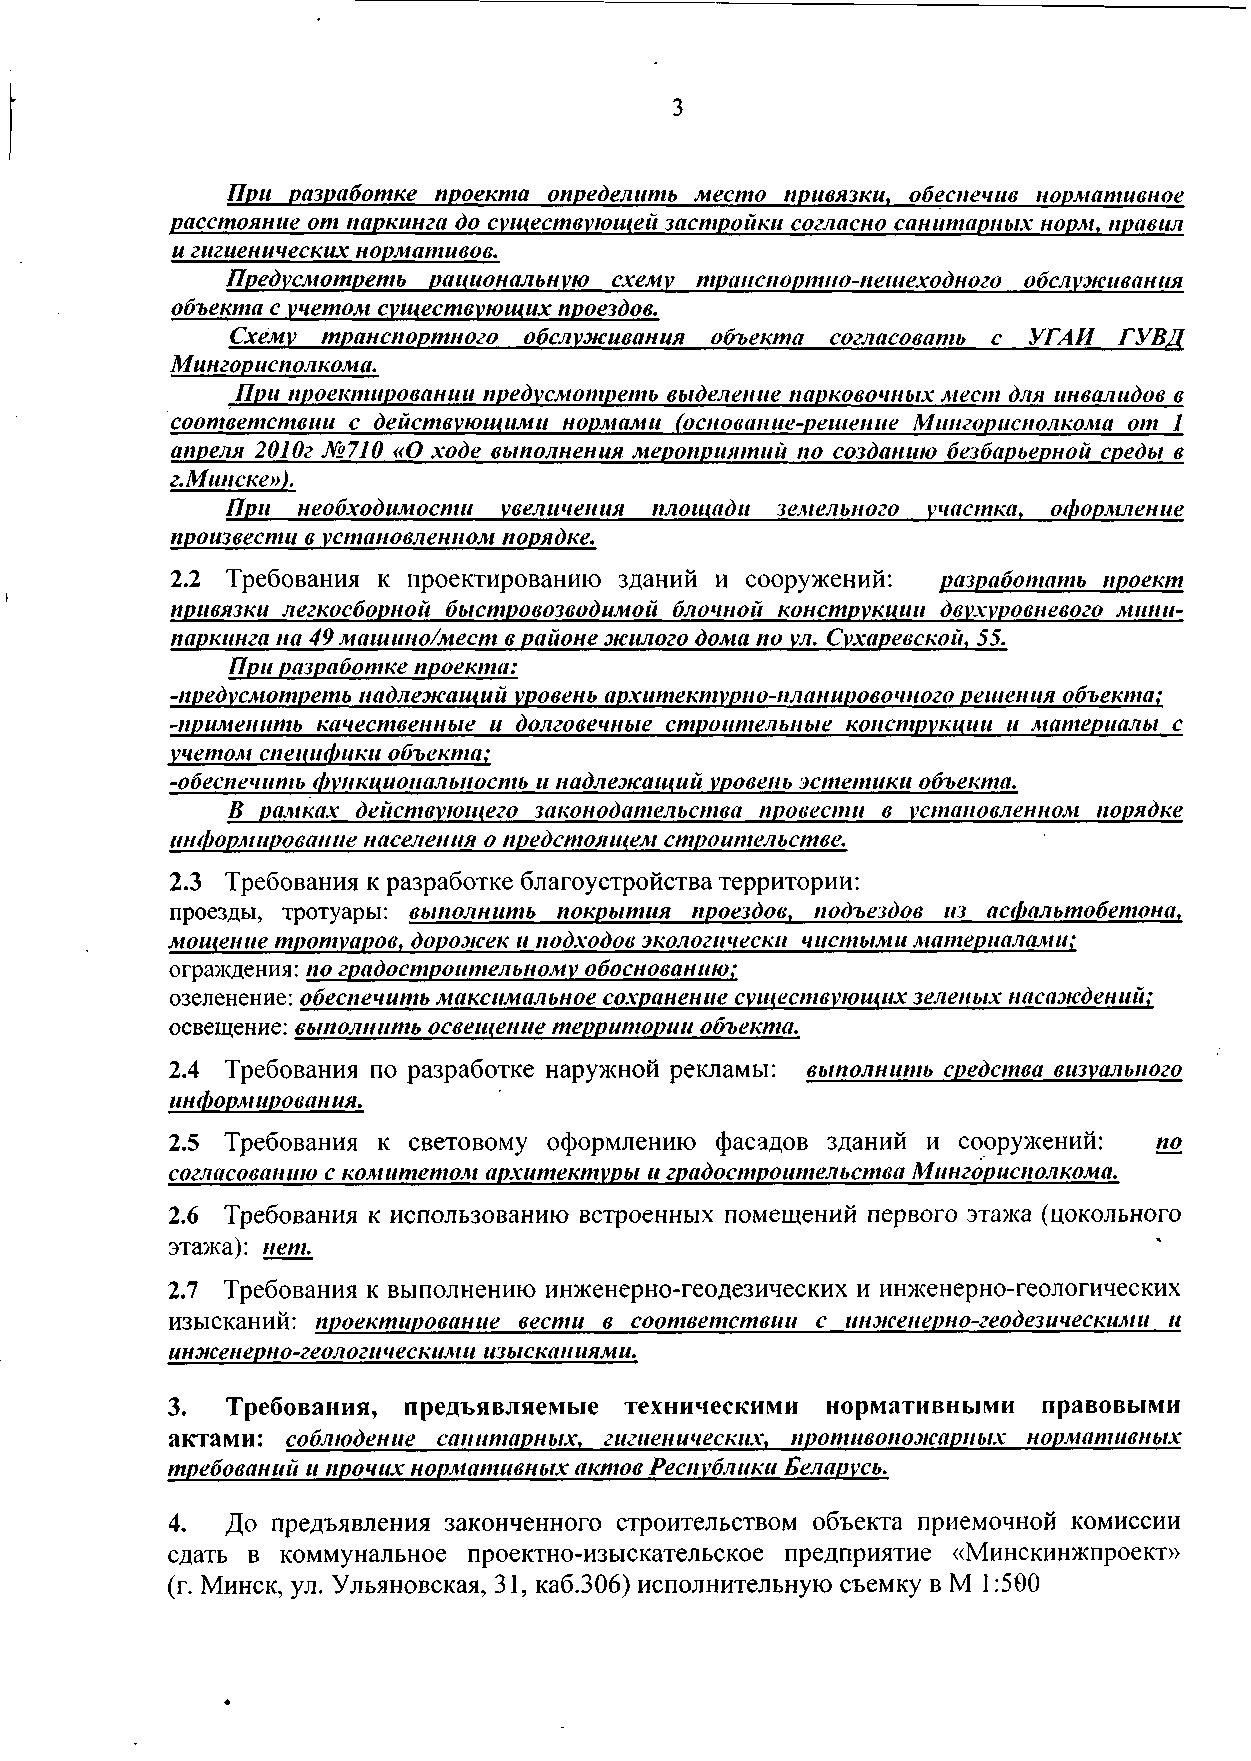 3
При разработке проекта определить место привязки, обеспечив нормативное
расстояние от паркинга до существующей застройки согласно санитарных норм, правил
и гигиенических нормативов.
Предусмотреть рациональную схему транспортно-пешеходного обслуживания
объекта с учетом существующих проездов.
Схему транспортного обслуживания объекта согласовать с УГАИ ГУВД
Мингорисполкома.
При проектировании предусмотреть выделение парковочных мест для инвалидов в
соответствии с действующими нормами (основание-решение Мингорисполкома от 1
апреля 2010г №710 «О ходе выполнения мероприятий по созданию безбарьерной среды в
г.Минске»).
При необходимости увеличения площади земельного участка, оформление
произвести в установленном порядке.
2.2 Требования к проектированию зданий и сооружений: разработать проект
привязки легкосборной быстровозводимой блочной конструкции двухуровневого мини-
паркинга на 49 машино/мест в районе жилого дома по ул. Сухаревской, 55.
При разработке проекта:
-предусмотреть надлежащий уровень архитектурно-планировочного решения объекта;
-применить качественные и долговечные строительные конструкции и материалы с
учетом специфики объекта;
-обеспечить функциональность и надлежащий уровень эстетики объекта.
В рамках действующего законодательства провести в установленном порядке
информирование населения о предстоящем строительстве.
2.3 Требования к разработке благоустройства территории:
проезды, тротуары: выполнить покрытия проездов, подъездов из асфальтобетона,
мощение тротуаров, дорожек и подходов экологически чистыми материалами;
ограждения: по градостроительному обоснованию;
озеленение: обеспечить максимальное сохранение существующих зеленых насаждений;
освещение: выполнить освещение территории объекта.
2.4 Требования по разработке наружной рекламы: выполнить средства визуального
информирования.
2.5 Требования к световому оформлению фасадов зданий и сооружений: по
согласованию с комитетом архитектуры и градостроительства Мингорисполкома.
2.6 Требования к использованию встроенных помещений первого этажа (цокольного
этажа): нет.
2.7 Требования к выполнению инженерно-геодезических и инженерно-геологических
изысканий: проектирование вести в соответствии с инженерно-геодезическими и
инженерно-геологическими изысканиями.
3. Требования, предъявляемые техническими нормативными правовыми
актами: соблюдение санитарных, гигиенических, противопожарных нормативных
требований и прочих нормативных актов Республики Беларусь.
4. До предъявления законченного строительством объекта приемочной комиссии
сдать в коммунальное проектно-изыскательское предприятие «Минскинжпроект»
(г. Минск, ул. Ульяновская, 31, каб.306) исполнительную съемку в М 1:500